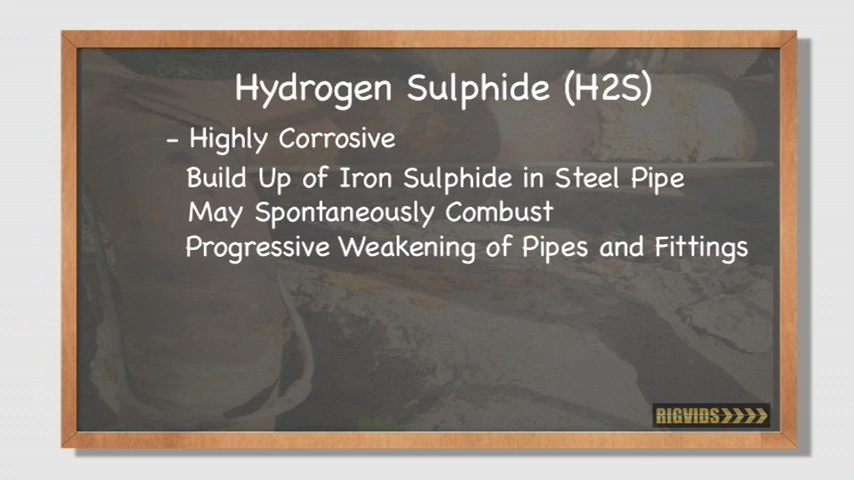 Hydrogen Sulphide (H2S)
- Highly Corrosive
Build Up of Iron Sulphide in Steel Pipe
May Spontaneously Combust
Progressive Weakening of Pipes and Fittings
RIGVIDS